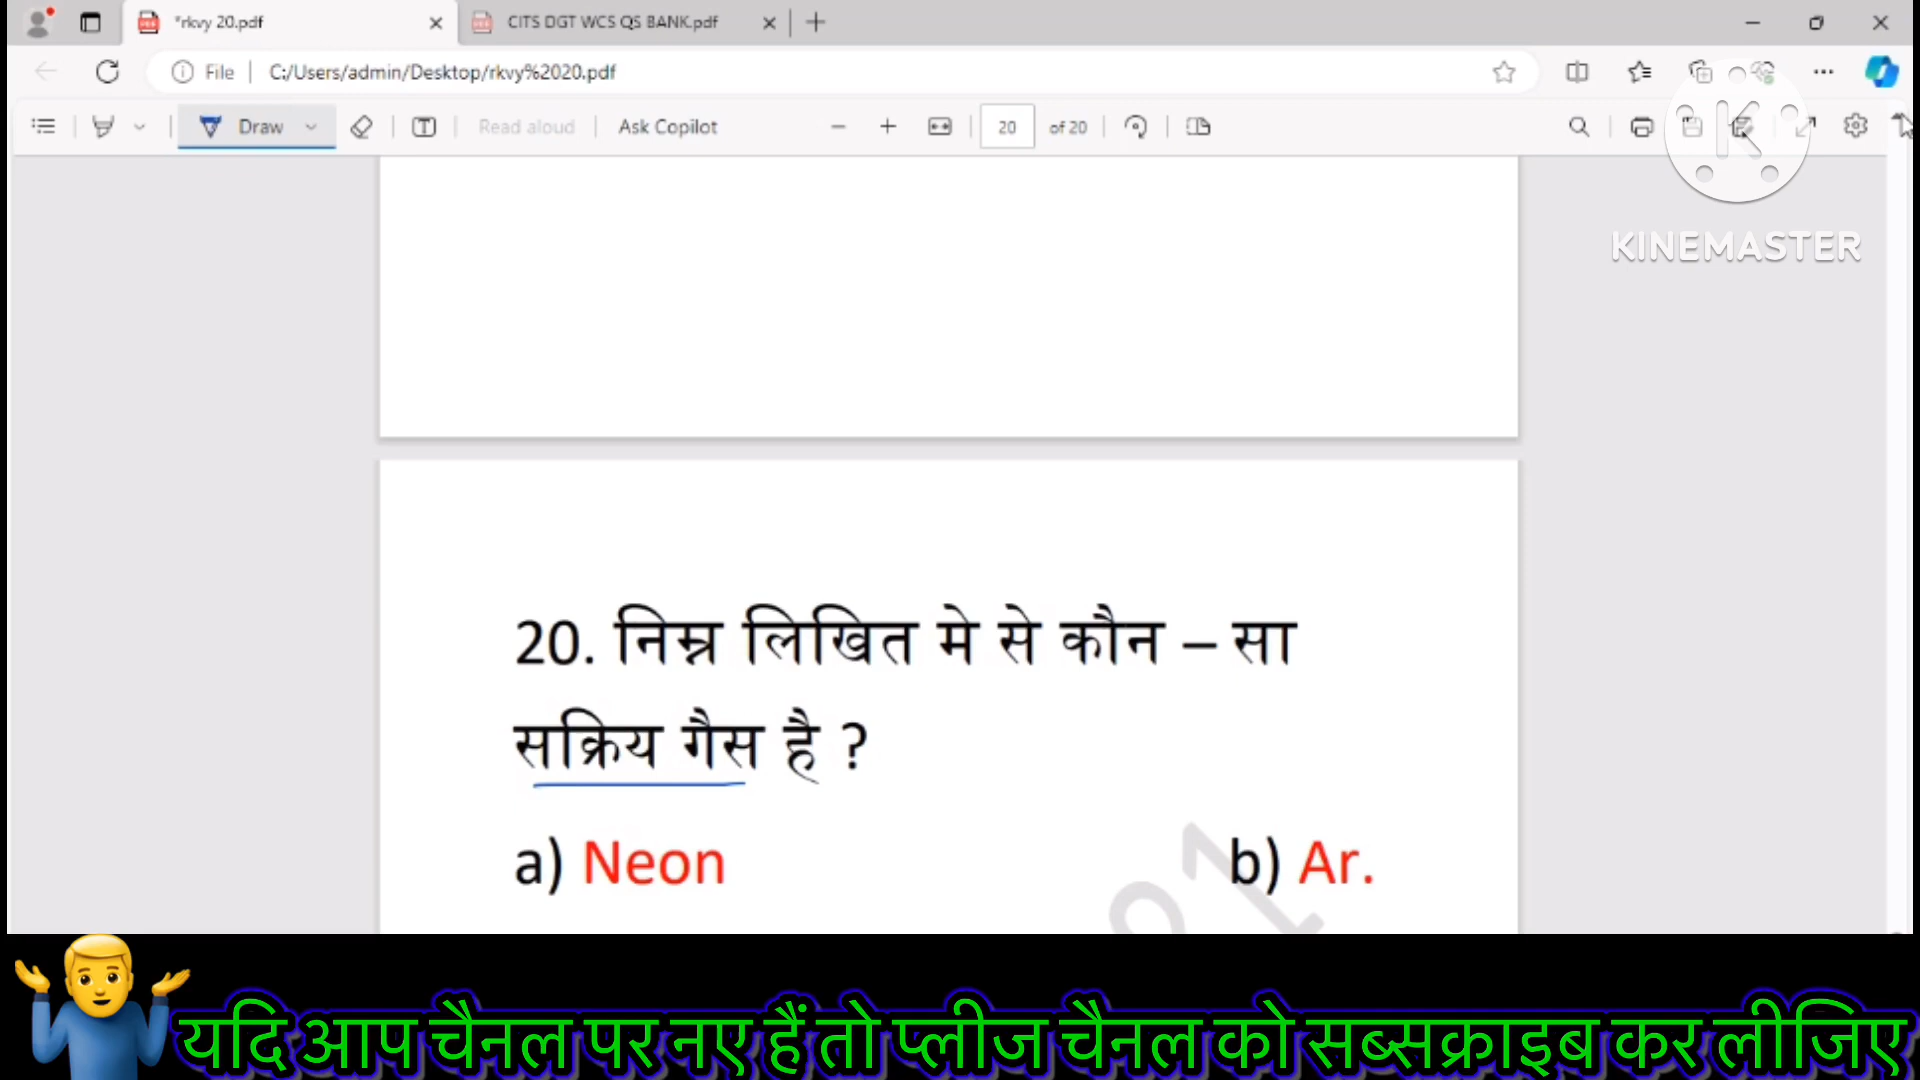 *rkvy 20.pdf
CITS DGT WCS QS BANK.pdf
File
C:/Users/admin/Desktop/rkvy%2020.pdf
Draw
Read aloud
Ask Copilot
20
of 20
KINEMASTER
20. निम्न लिखित मे से कौन – सा
सक्रिय गैस है ?
a) Neon
b) Ar.
यदि आप चैनल पर नए हैं तो प्लीज चैनल को सब्सक्राइब कर लीजिए